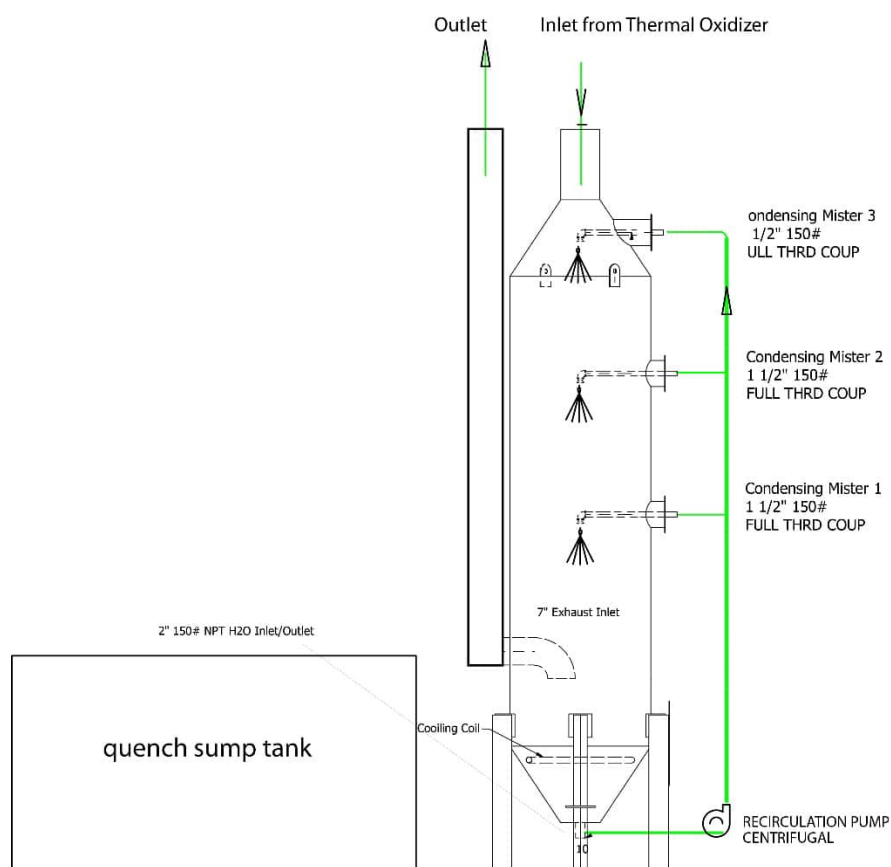 Outlet
Inlet from Thermal Oxidizer
ondensing Mister 3
1/2" 150#
ULL THRD COUP
Condensing Mister 2
1 1/2" 150#
FULL THRD COUP
Condensing Mister 1
1 1/2" 150#
FULL THRD COUP
7" Exhaust Inlet
2" 150# NPT H2O Inlet/Outlet
Cooiling Coil
quench sump tank
RECIRCULATION PUMP
CENTRIFUGAL